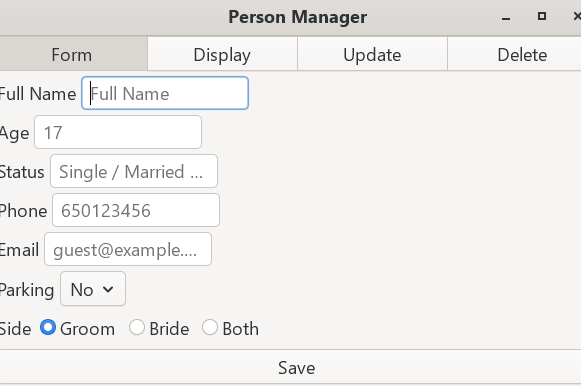 Person Manager
Form Display Update Delete
Full Name Full Name
Age 17
Status Single / Married ...
Phone 650123456
Email guest@example....
Parking No
Side Groom Bride Both
Save